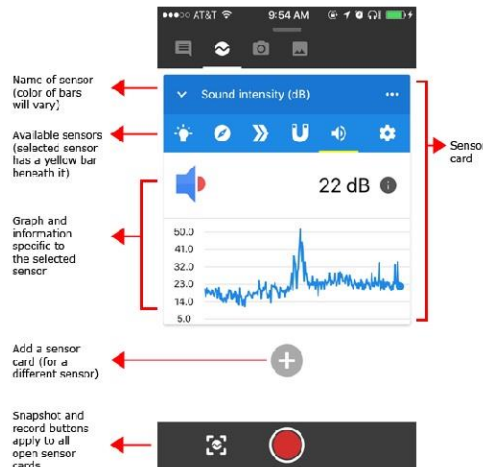 AT&T 9:54 AM
Name of sensor
(color of bars
will vary)
Sound intensity (dB)
Available sensors
(selected sensor
has a yellow bar
beneath it)
Sensor
card
22 dB
Graph and
information
specific to
the selected
sensor
50.0
41.0
32.0
23.0
14.0
5.0
Add a sensor
card (for a
different sensor)
Snapshot and
record buttons
apply to all
open sensor
cards